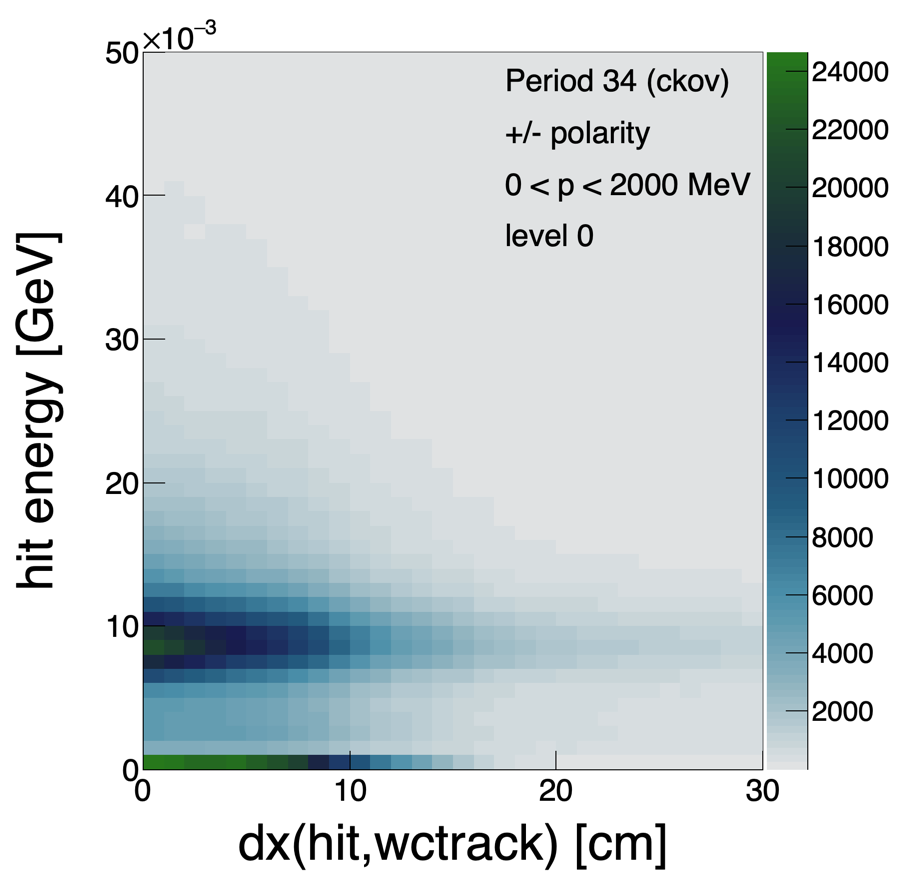 50 ×10⁻³
Period 34 (ckov)
+/- polarity
0 < p < 2000 MeV
level 0
40
30
20
10
0
hit energy [GeV]
0 10 20 30
dx(hit,wctrack) [cm]
24000
22000
20000
18000
16000
14000
12000
10000
8000
6000
4000
2000